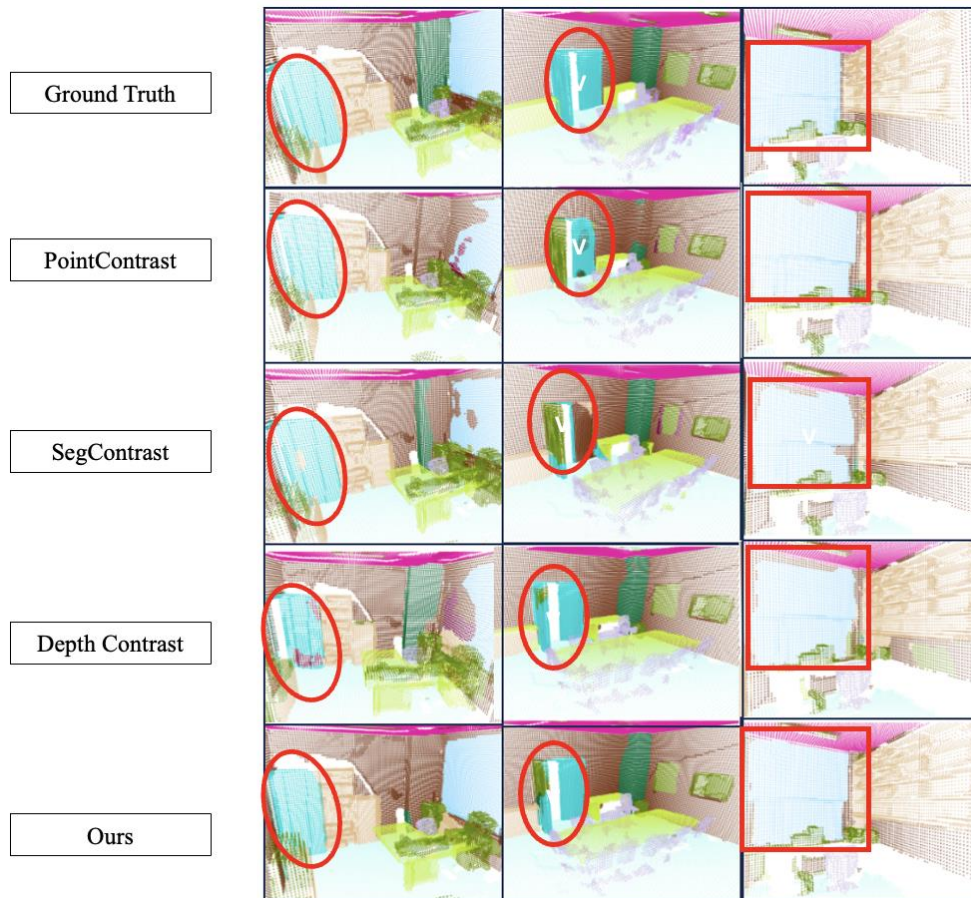 Ground Truth
V
PointContrast
V
SegContrast
V
V
Depth Contrast
Ours